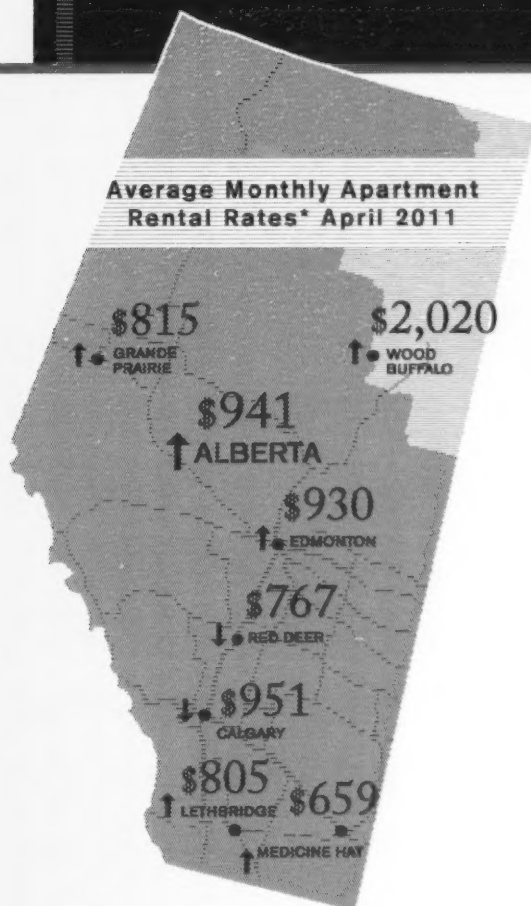 Average Monthly Apartment
Rental Rates* April 2011
$815
GRANDE
PRAIRIE
$2,020
WOOD
BUFFALO
$941
ALBERTA
$930
EDMONTON
$767
RED DEER
$951
CALGARY
$805
LETHBRIDGE
$659
MEDICINE HAT